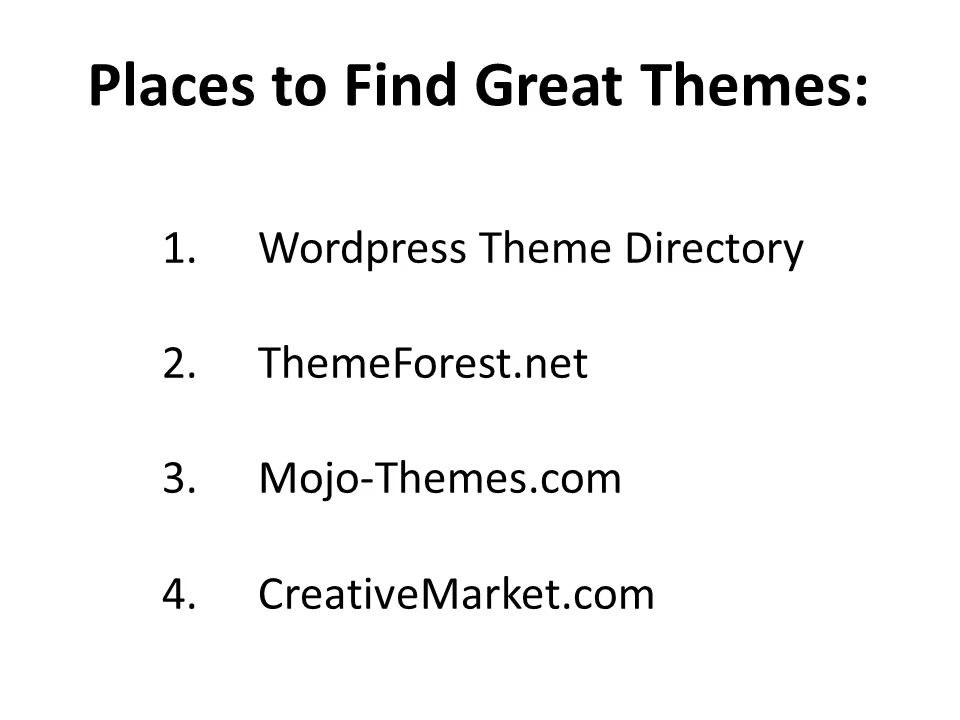 Places to Find Great Themes:
1. Wordpress Theme Directory
2. ThemeForest.net
3. Mojo-Themes.com
4. CreativeMarket.com